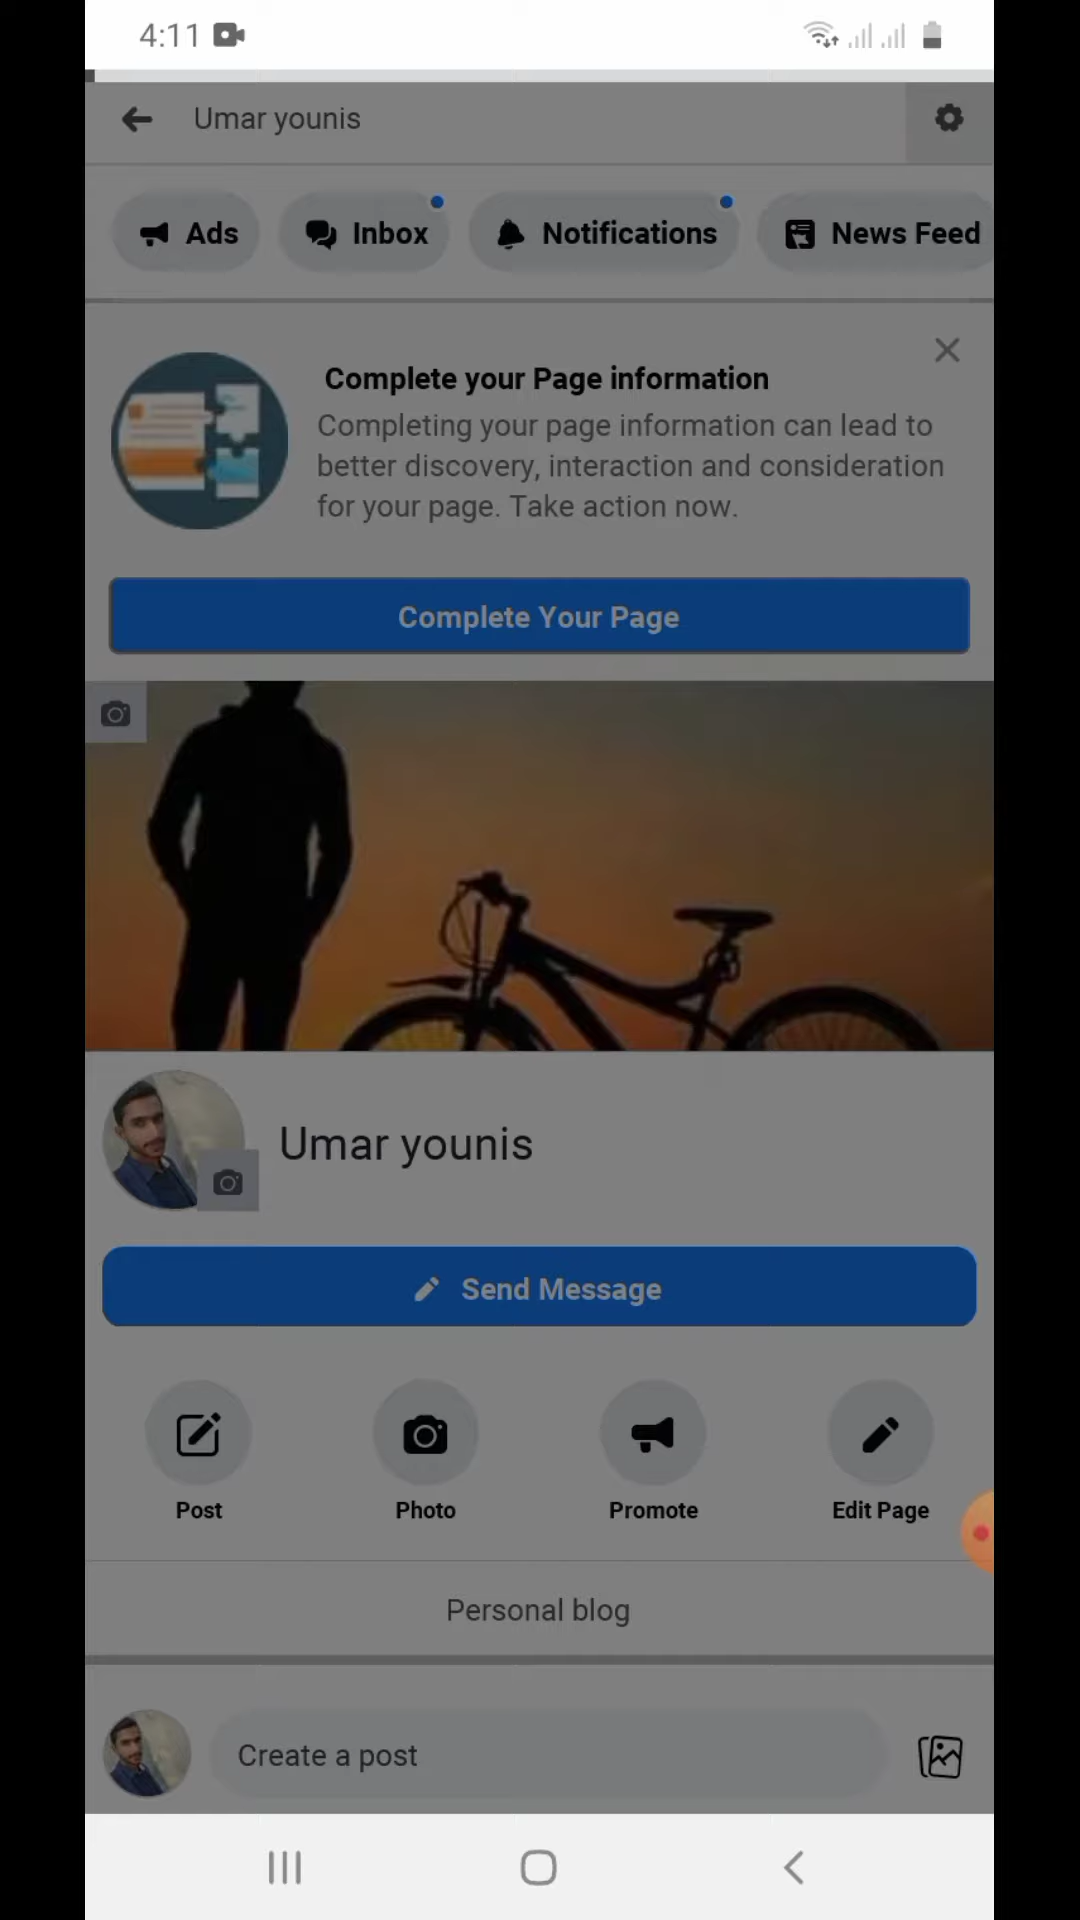 4:11
Umar younis
Ads Inbox Notifications News Feed
Complete your Page information
Completing your page information can lead to
better discovery, interaction and consideration
for your page. Take action now.
Complete Your Page
Umar younis
Send Message
Post Photo Promote Edit Page
Personal blog
Create a post